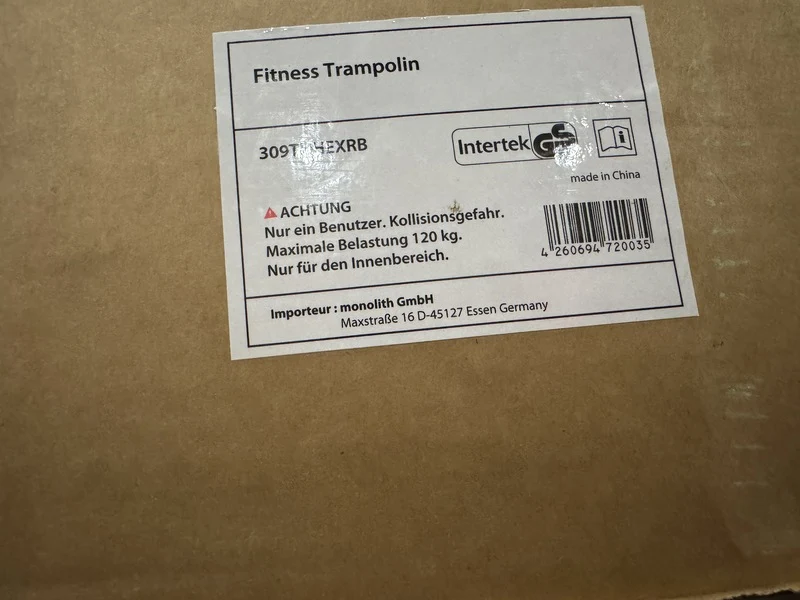 Fitness Trampolin
Intertek GS
made in China
ACHTUNG
Nur ein Benutzer. Kollisionsgefahr.
Maximale Belastung 120 kg.
Nur für den Innenbereich.
4 260694 720035
Importeur : monolith GmbH
Maxstraße 16 D-45127 Essen Germany